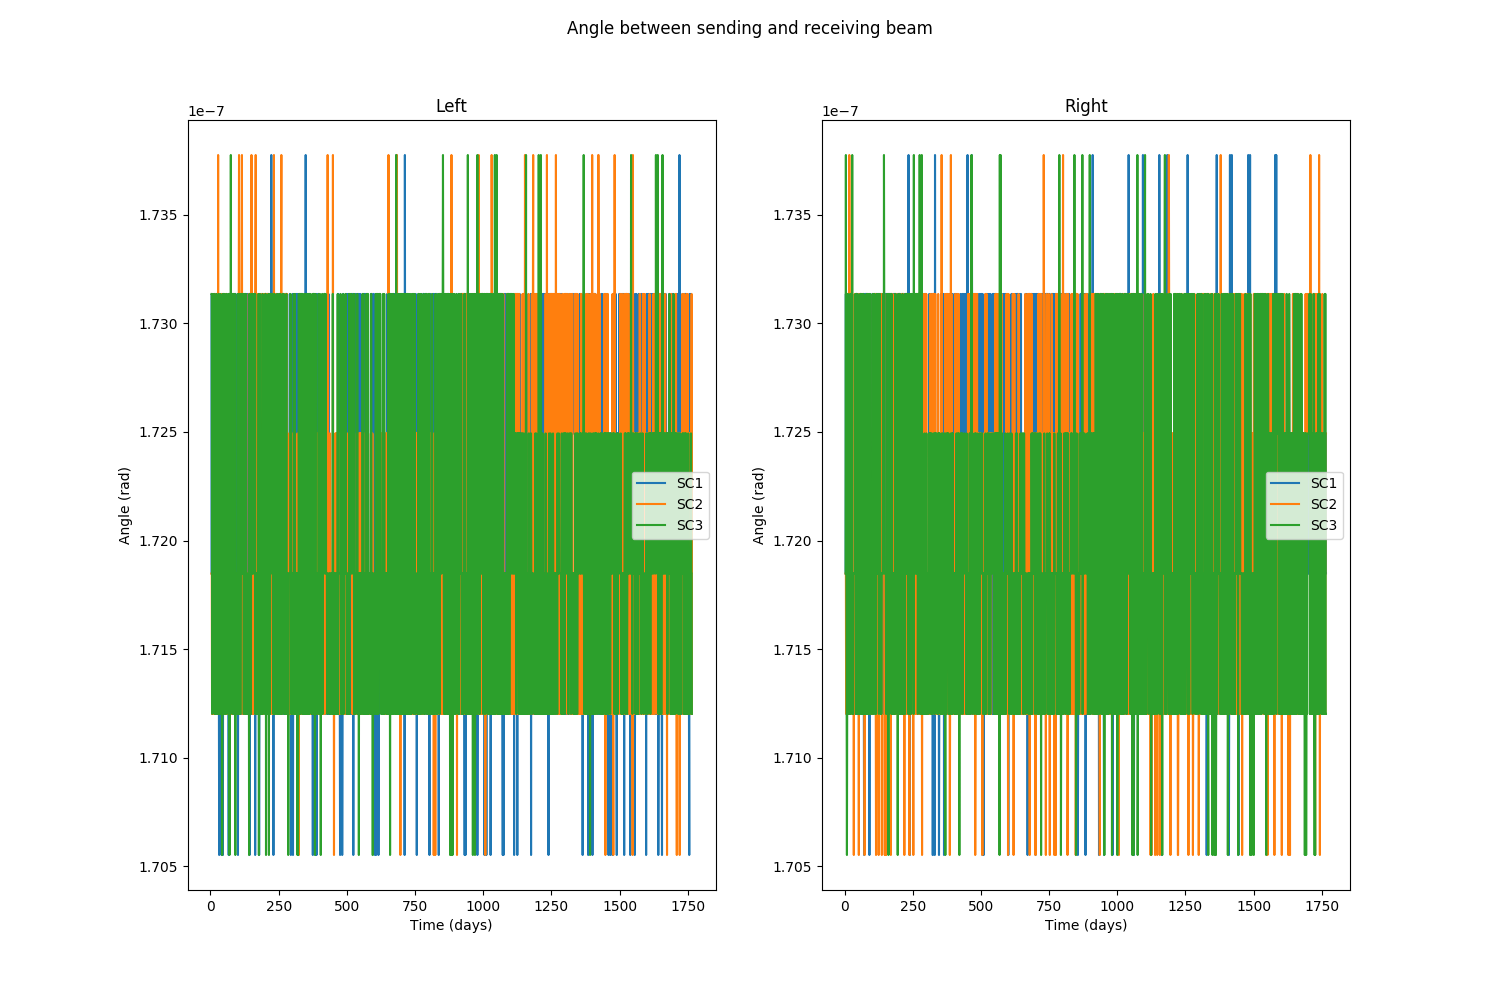 Angle between sending and receiving beam
Left
1e−7
1.735
1.730
1.725
1.720
1.715
1.710
1.705
Angle (rad)
SC1
SC2
SC3
0 250 500 750 1000 1250 1500 1750
Time (days)
Right
1e−7
1.735
1.730
1.725
1.720
1.715
1.710
1.705
Angle (rad)
SC1
SC2
SC3
0 250 500 750 1000 1250 1500 1750
Time (days)